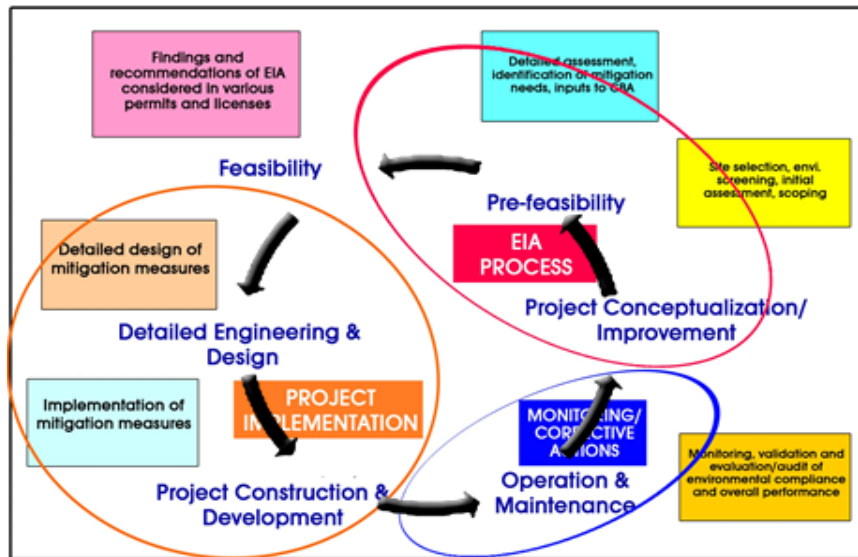 Findings and
recommendations of EIA
considered in various
permits and licenses
Detailed assessment,
identification of mitigation
needs, inputs to CBA
Feasibility
Site selection, envi.
screening, initial
assessment, scoping
Pre-feasibility
EIA
PROCESS
Detailed design of
mitigation measures
Project Conceptualization/
Improvement
Detailed Engineering &
Design
PROJECT
IMPLEMENTATION
Implementation of
mitigation measures
MONITORING/
CORRECTIVE
ACTIONS
Monitoring, validation and
evaluation/audit of
environmental compliance
and overall performance
Operation &
Maintenance
Project Construction &
Development